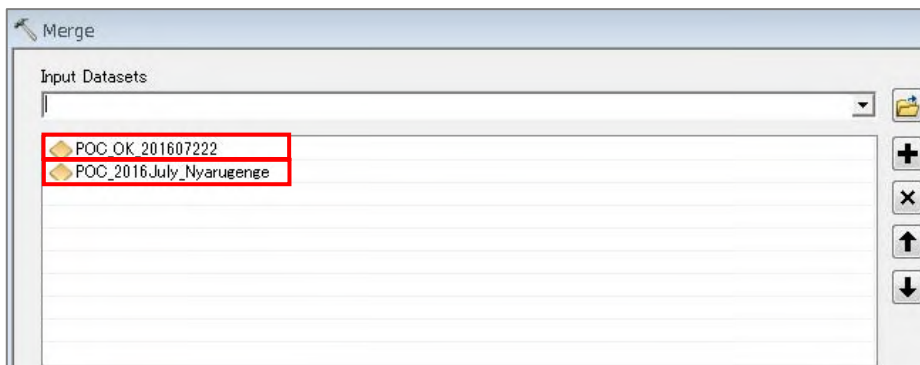 Merge
Input Datasets
POC_OK_201607222
POC_2016July_Nyarugenge